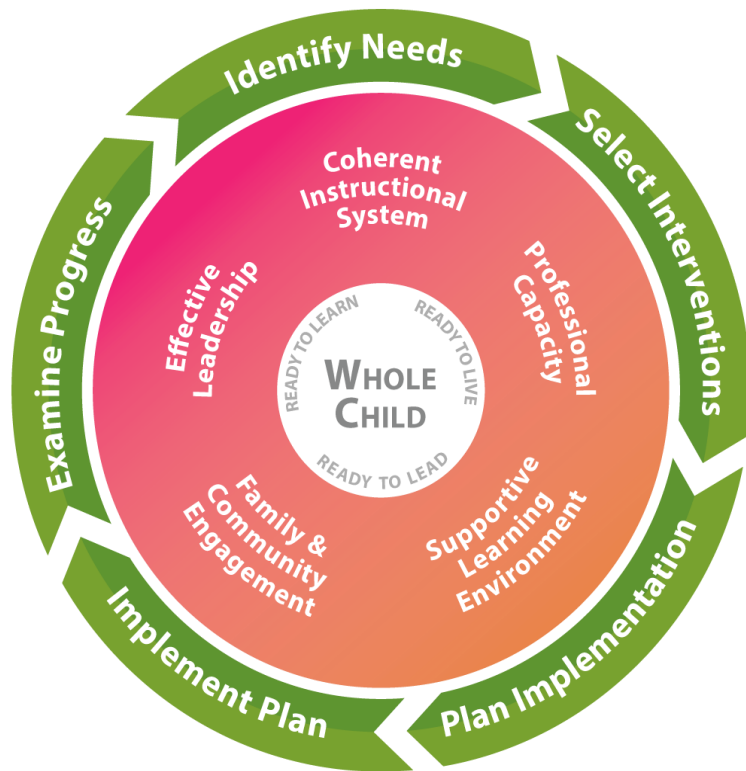 Identify Needs
Select Interventions
Plan Implementation
Implement Plan
Examine Progress
Coherent
Instructional
System
Professional
Capacity
Supportive
Learning
Environment
Family &
Community
Engagement
Effective
Leadership
READY TO LEARN
READY TO LIVE
READY TO LEAD
WHOLE
CHILD